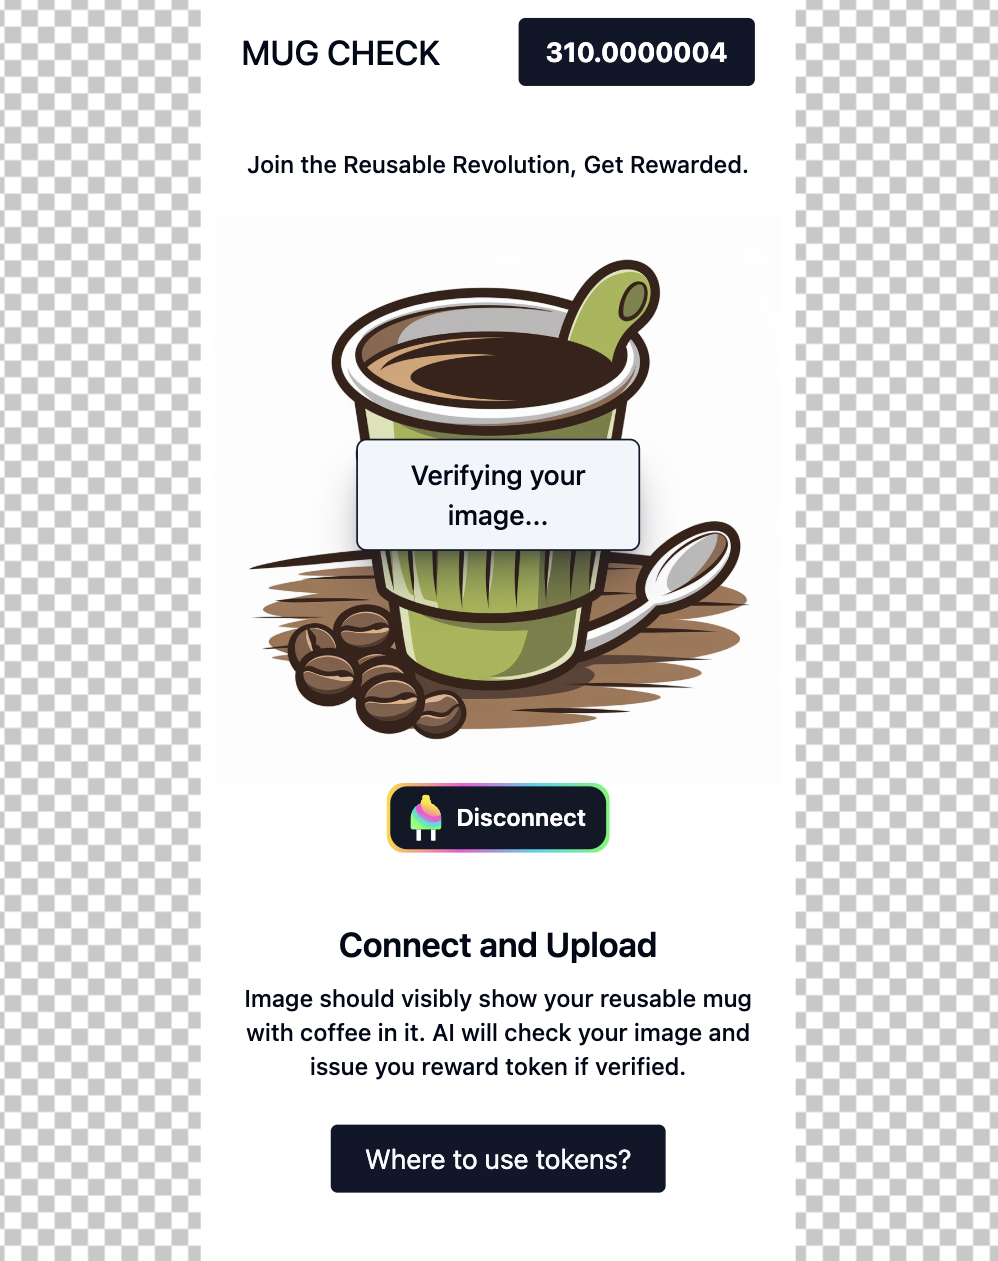 MUG CHECK
310.0000004
Join the Reusable Revolution, Get Rewarded.
Verifying your
image...
Disconnect
Connect and Upload
Image should visibly show your reusable mug
with coffee in it. AI will check your image and
issue you reward token if verified.
Where to use tokens?